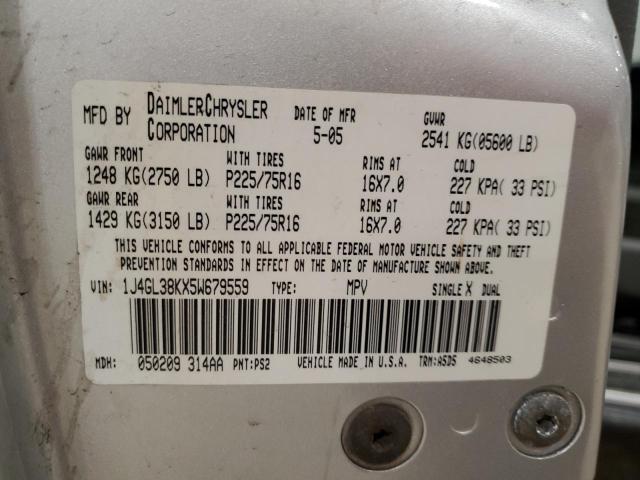 MFD BY DAIMLERCHRYSLER CORPORATION DATE OF MFR 5-05 GVWR 2541 KG(05600 LB)
GAWR FRONT WITH TIRES RIMS AT COLD
1248 KG(2750 LB) P225/75R16 16X7.0 227 KPA( 33 PSI)
GAWR REAR WITH TIRES RIMS AT COLD
1429 KG(3150 LB) P225/75R16 16X7.0 227 KPA( 33 PSI)
THIS VEHICLE CONFORMS TO ALL APPLICABLE FEDERAL MOTOR VEHICLE SAFETY AND THEFT
PREVENTION STANDARDS IN EFFECT ON THE DATE OF MANUFACTURE SHOWN ABOVE.
VIN: 1J4GL38KX5W679559 TYPE: MPV SINGLE X DUAL
MDH: 050209 314AA PNT:PS2 VEHICLE MADE IN U.S.A. TRM:A5D5 4648503